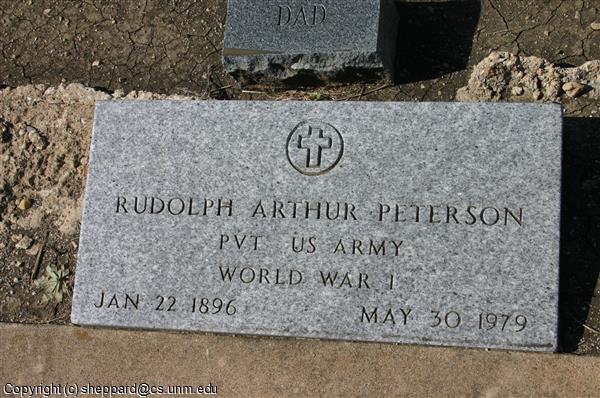 DAD
RUDOLPH ARTHUR PETERSON
PVT US ARMY
WORLD WAR I
JAN 22 1896 MAY 30 1979
Copyright (c) sheppard@cs.unm.edu